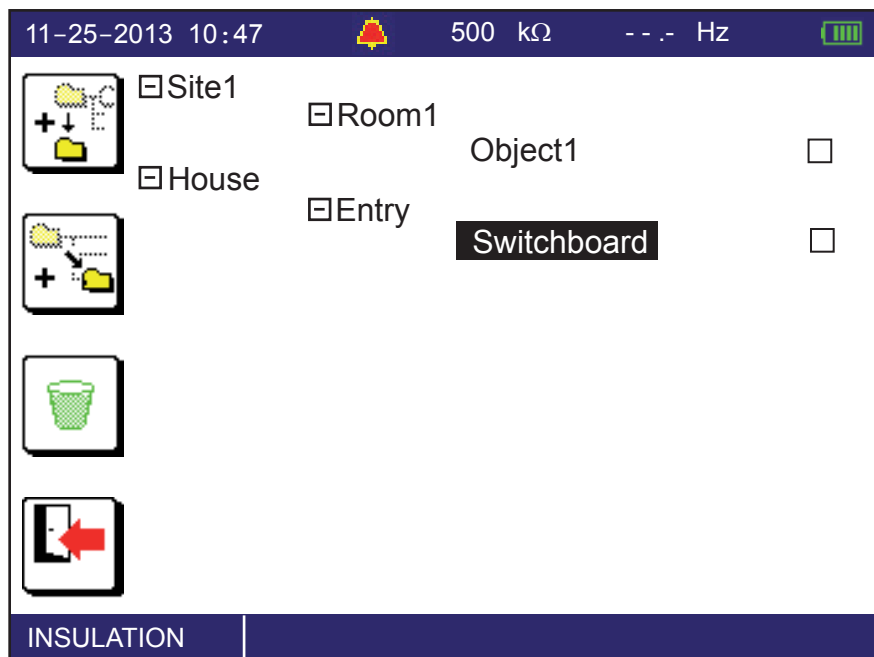 11-25-2013 10:47 500 kΩ - - .- Hz
Site1
Room1
Object1
House
Entry
Switchboard
INSULATION